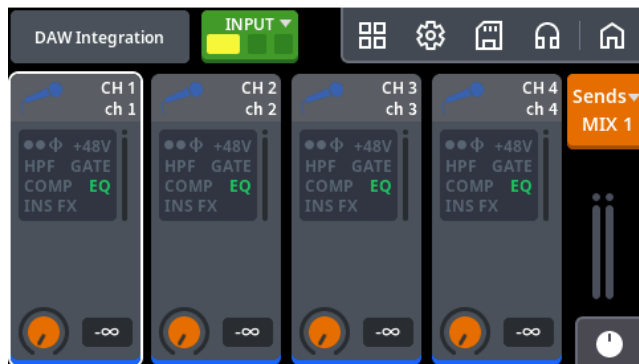 DAW Integration
INPUT
CH 1
ch 1
Φ +48V
HPF GATE
COMP EQ
INS FX
-∞
CH 2
ch 2
Φ +48V
HPF GATE
COMP EQ
INS FX
-∞
CH 3
ch 3
Φ +48V
HPF GATE
COMP EQ
INS FX
-∞
CH 4
ch 4
Φ +48V
HPF GATE
COMP EQ
INS FX
-∞
Sends
MIX 1